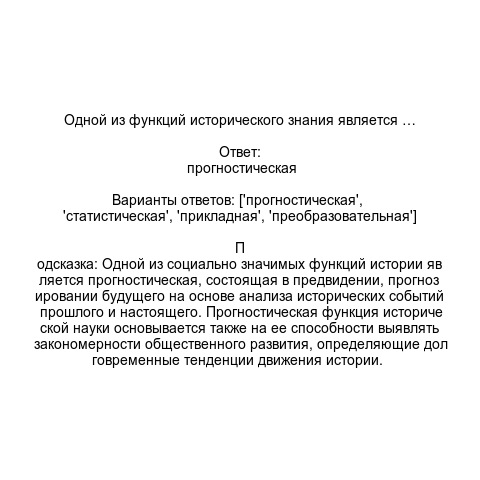 Одной из функций исторического знания является …
Ответ:
прогностическая
Варианты ответов: ['прогностическая',
'статистическая', 'прикладная', 'преобразовательная']
П
одсказка: Одной из социально значимых функций истории яв
ляется прогностическая, состоящая в предвидении, прогноз
ировании будущего на основе анализа исторических событий
прошлого и настоящего. Прогностическая функция историче
ской науки основывается также на ее способности выявлять
закономерности общественного развития, определяющие дол
говременные тенденции движения истории.